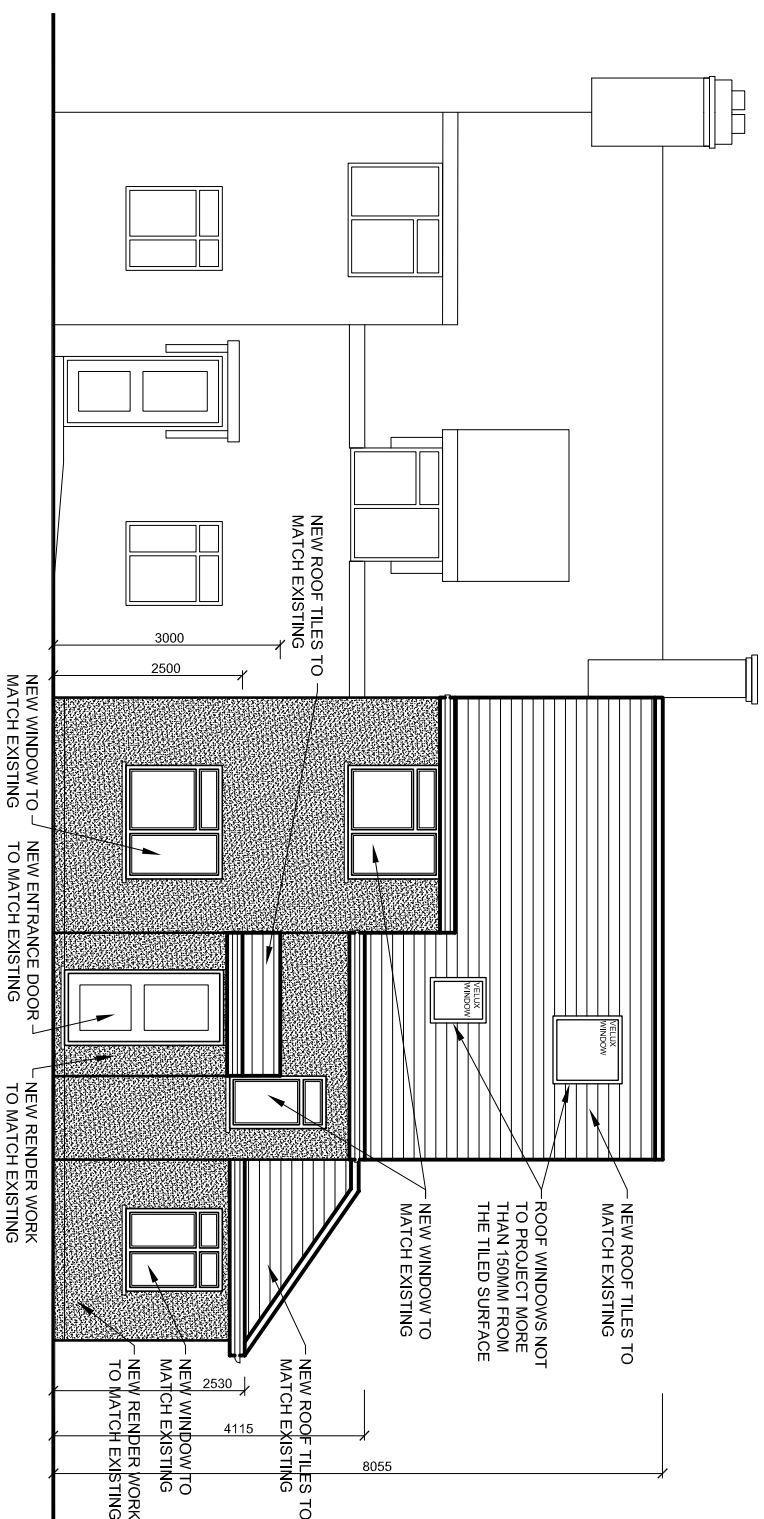 NEW ROOF TILES TO
MATCH EXISTING
ROOF WINDOWS NOT
TO PROJECT MORE
THAN 150MM FROM
THE TILED SURFACE
NEW WINDOW TO
MATCH EXISTING
VELUX
WINDOW
VELUX
WINDOW
NEW ROOF TILES TO
MATCH EXISTING
3000
2500
NEW ROOF TILES TO
MATCH EXISTING
NEW WINDOW TO
MATCH EXISTING
NEW RENDER WORK
TO MATCH EXISTING
2530
4115
8055
NEW WINDOW TO
MATCH EXISTING
NEW ENTRANCE DOOR
TO MATCH EXISTING
NEW RENDER WORK
TO MATCH EXISTING